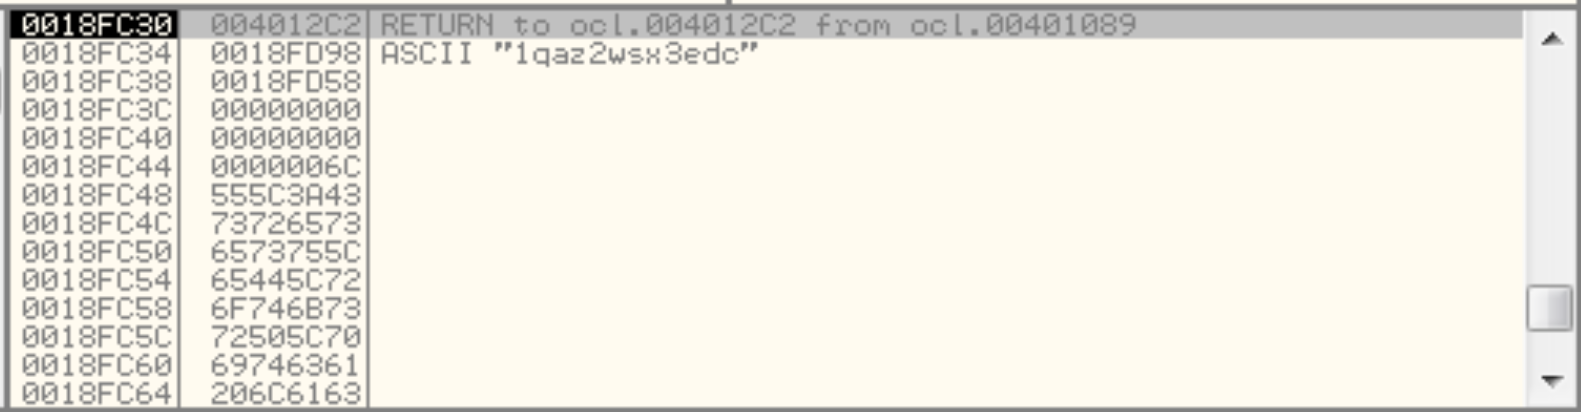 0018FC30 004012C2 RETURN to ocl.004012C2 from ocl.00401089
0018FC34 0018FD98 ASCII "1qaz2wsx3edc"
0018FC38 0018FD58
0018FC3C 00000000
0018FC40 00000000
0018FC44 0000006C
0018FC48 555C3A43
0018FC4C 73726573
0018FC50 6573755C
0018FC54 65445C72
0018FC58 6F746B73
0018FC5C 72505C70
0018FC60 69746361
0018FC64 206C6163